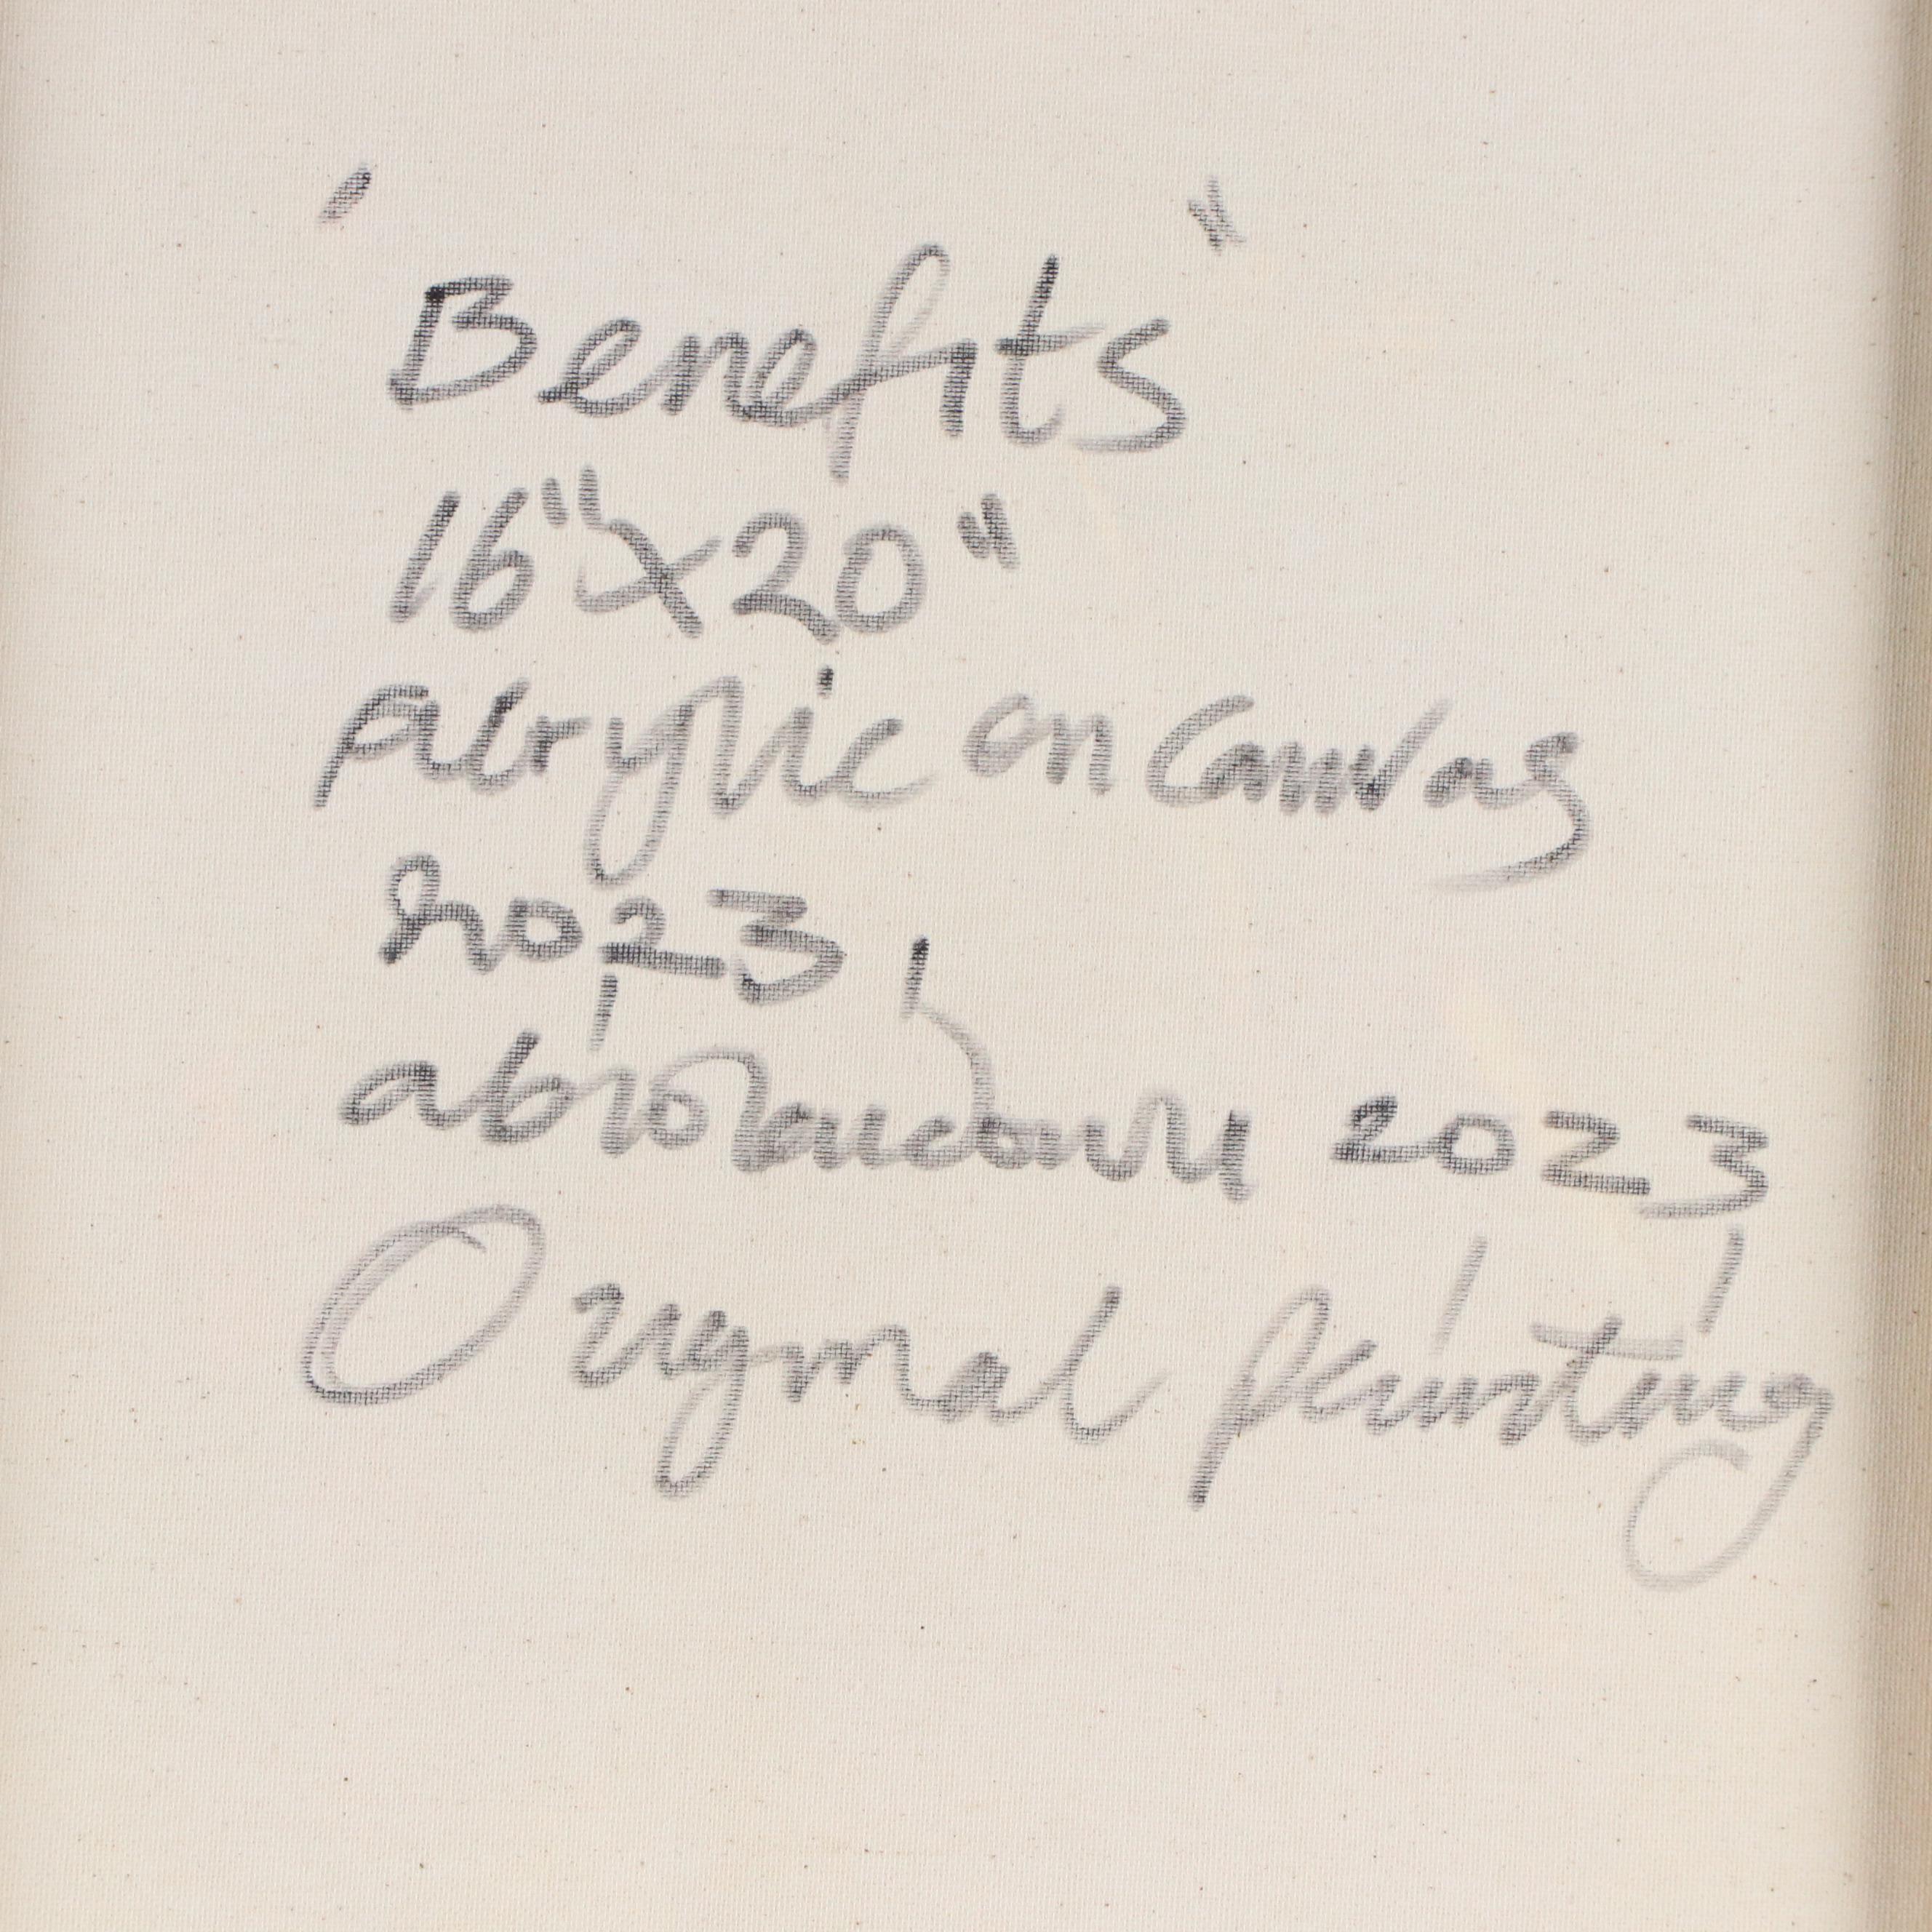 'Benefits"
16"x20"
Acrylic on canvas
2023
2023
Original painting